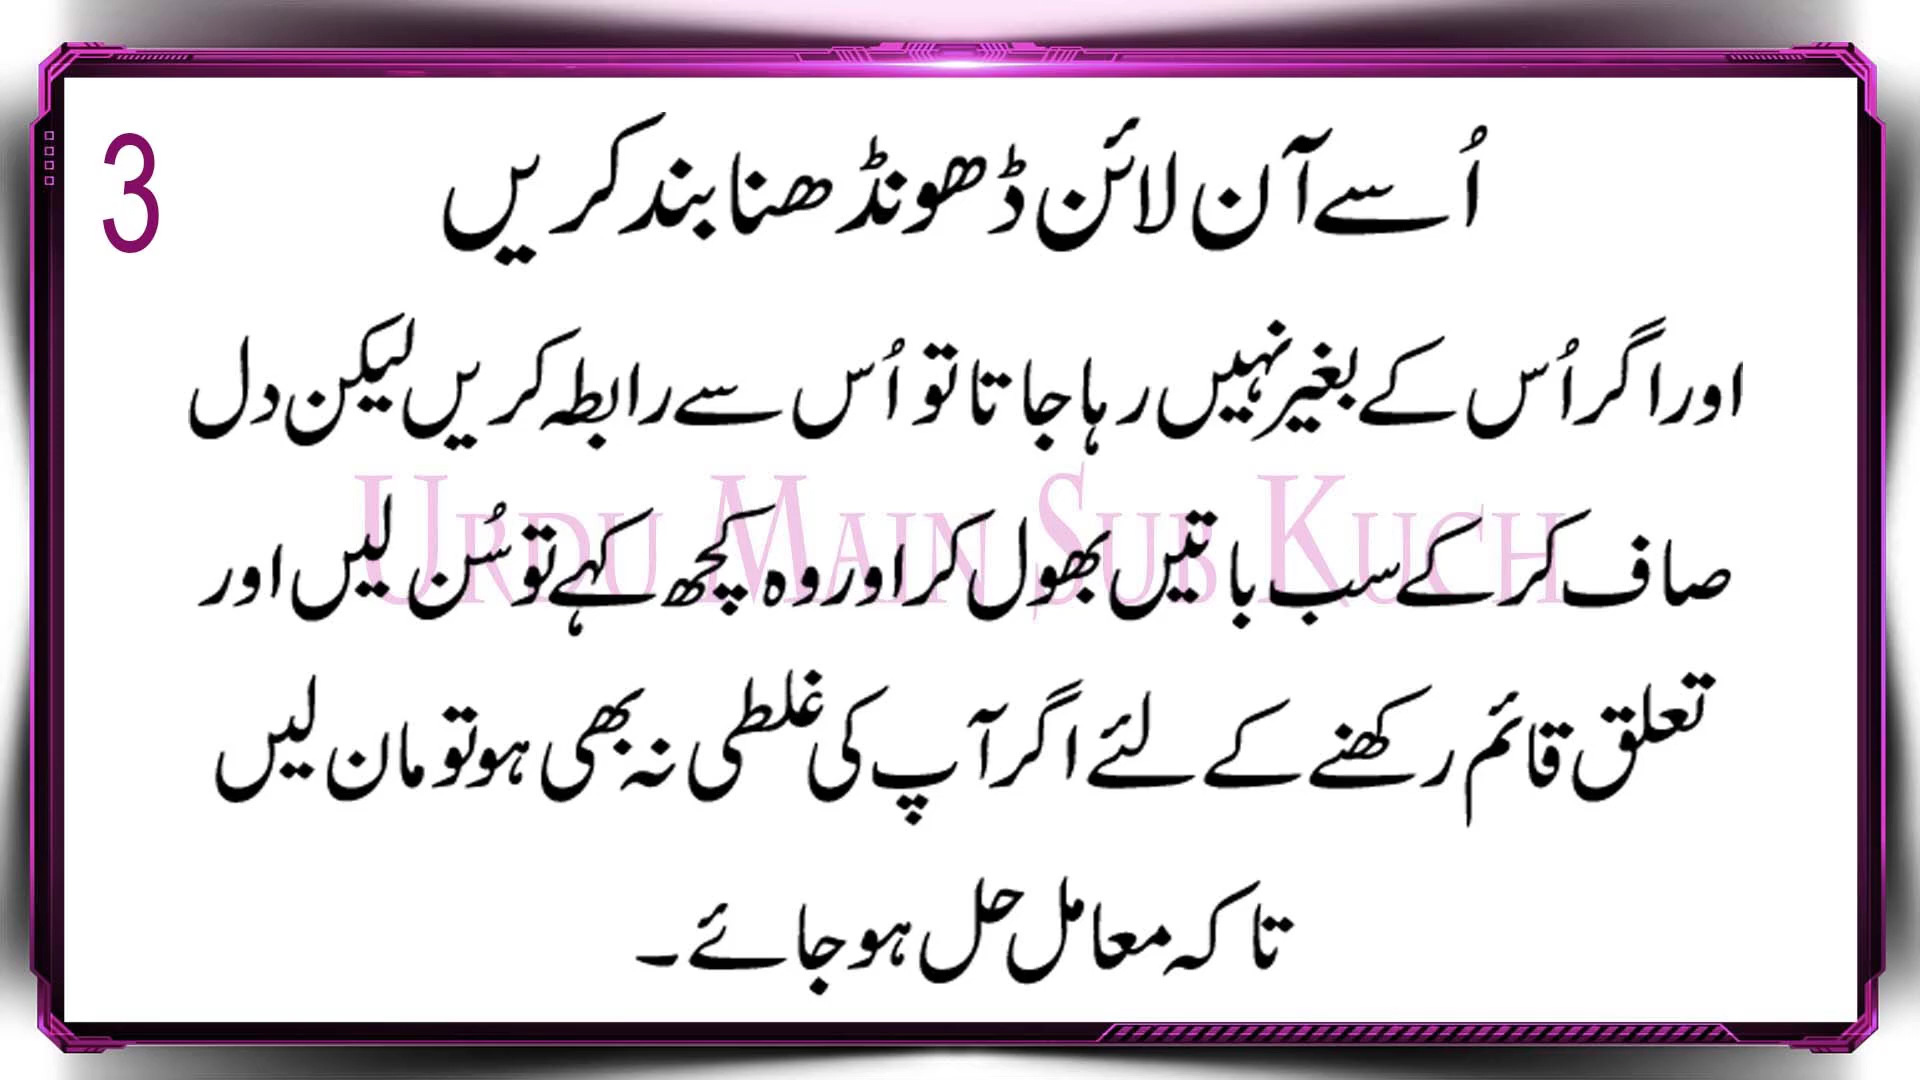 3
اُسے آن لائن ڈھونڈھنا بند کریں
اور اگر اُس کے بغیر نہیں رہا جاتا تو اُس سے رابطہ کریں لیکن دل
صاف کر کے سب باتیں بھول کر اور وہ کچھ کہے تو سُن لیں اور
URDU MAIN SUB KUCH
تعلق قائم رکھنے کے لئے اگر آپ کی غلطی نہ بھی ہو تو مان لیں
تاکہ معامل حل ہو جائے۔